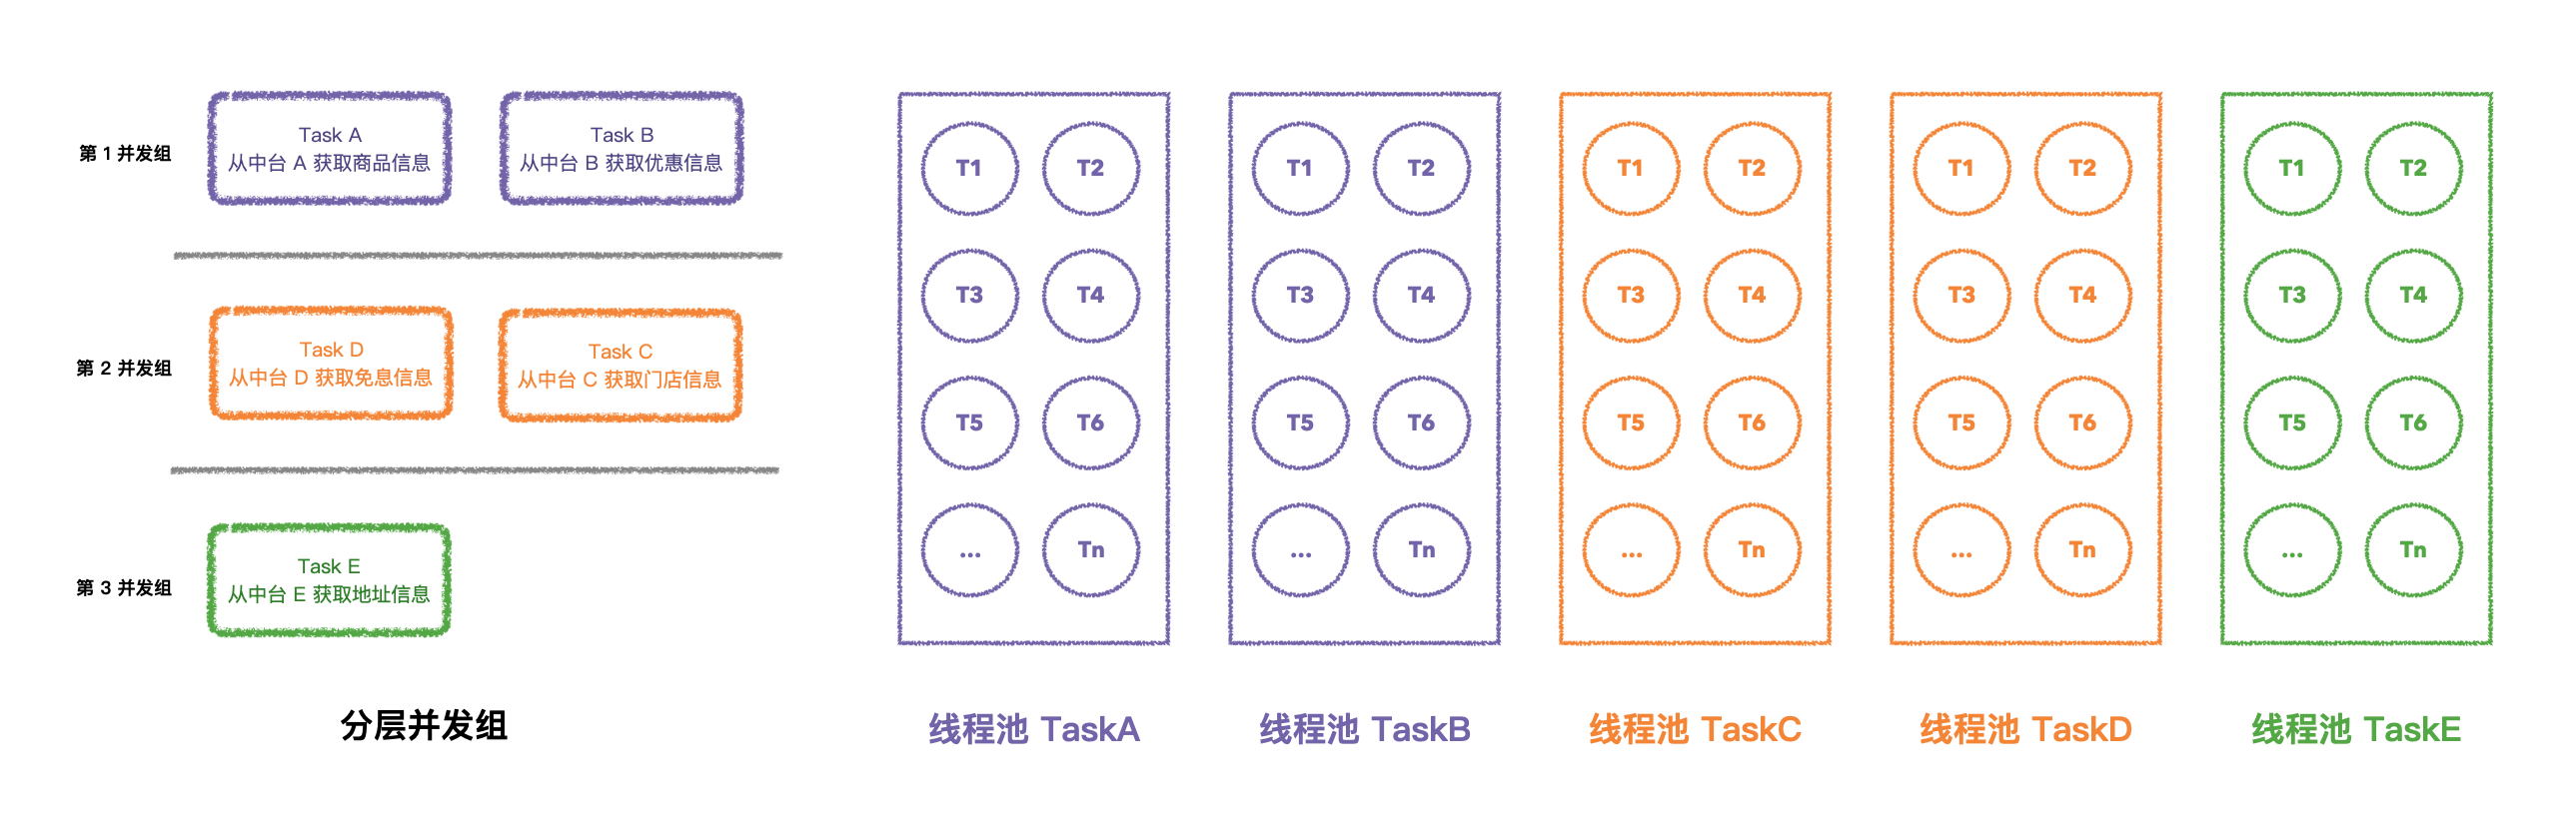 第 1 并发组
Task A
从中台 A 获取商品信息
Task B
从中台 B 获取优惠信息
第 2 并发组
Task D
从中台 D 获取免息信息
Task C
从中台 C 获取门店信息
第 3 并发组
Task E
从中台 E 获取地址信息
分层并发组
T1 T2
T3 T4
T5 T6
... Tn
线程池 TaskA
T1 T2
T3 T4
T5 T6
... Tn
线程池 TaskB
T1 T2
T3 T4
T5 T6
... Tn
线程池 TaskC
T1 T2
T3 T4
T5 T6
... Tn
线程池 TaskD
T1 T2
T3 T4
T5 T6
... Tn
线程池 TaskE